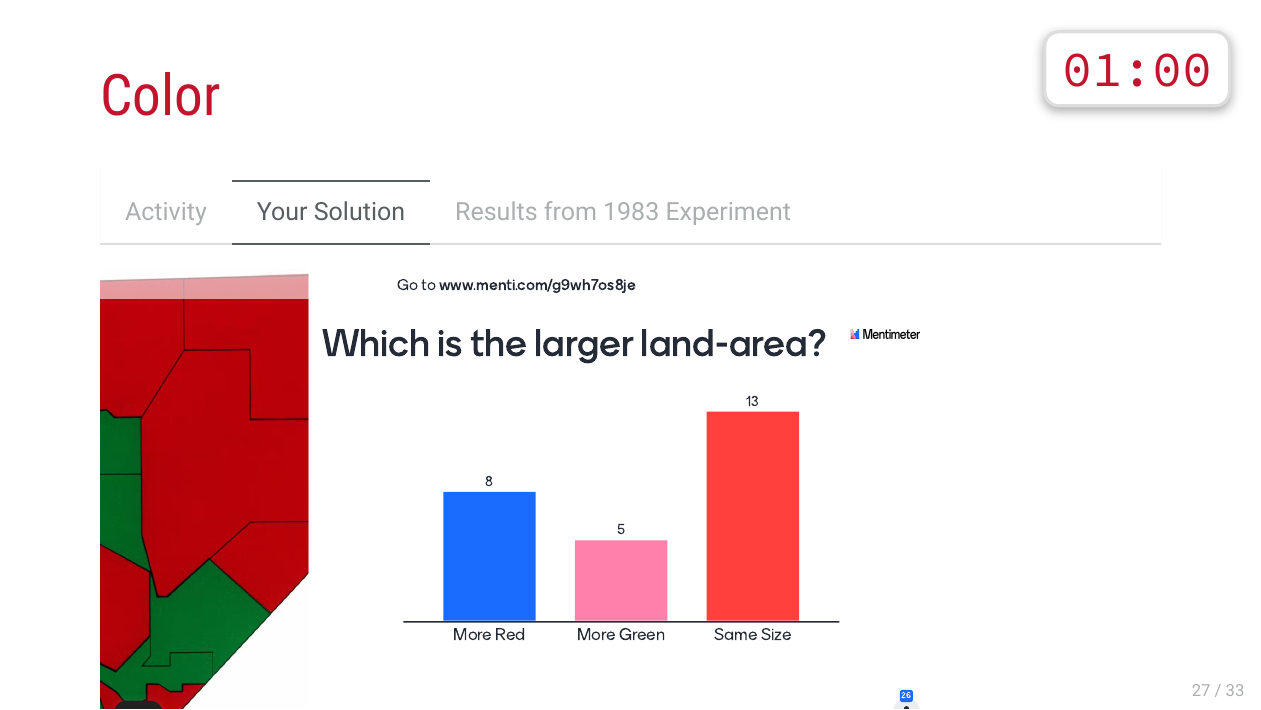 Color
01:00
Activity
Your Solution
Results from 1983 Experiment
Go to www.menti.com/g9wh7os8je
Which is the larger land-area?
Mentimeter
8
5
13
More Red
More Green
Same Size
26
27 / 33